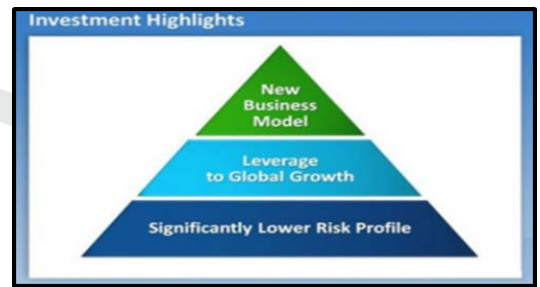 Investment Highlights
New
Business
Model
Leverage
to Global Growth
Significantly Lower Risk Profile